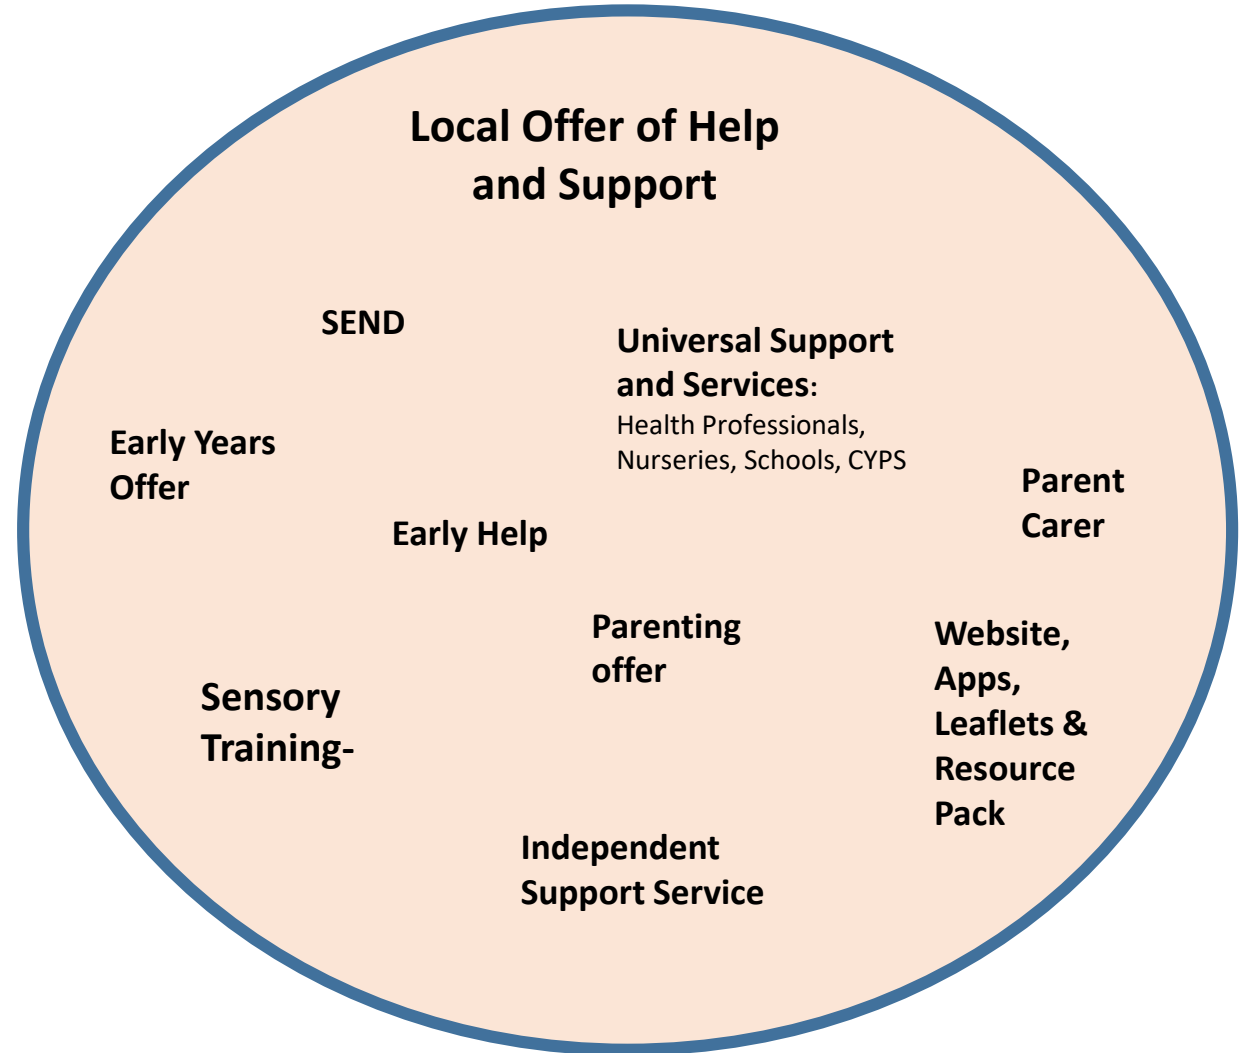 Local Offer of Help
and Support
SEND
Universal Support
and Services:
Health Professionals,
Nurseries, Schools, CYPS
Early Years
Offer
Parent
Carer
Early Help
Parenting
offer
Website,
Apps,
Leaflets &
Resource
Pack
Sensory
Training-
Independent
Support Service